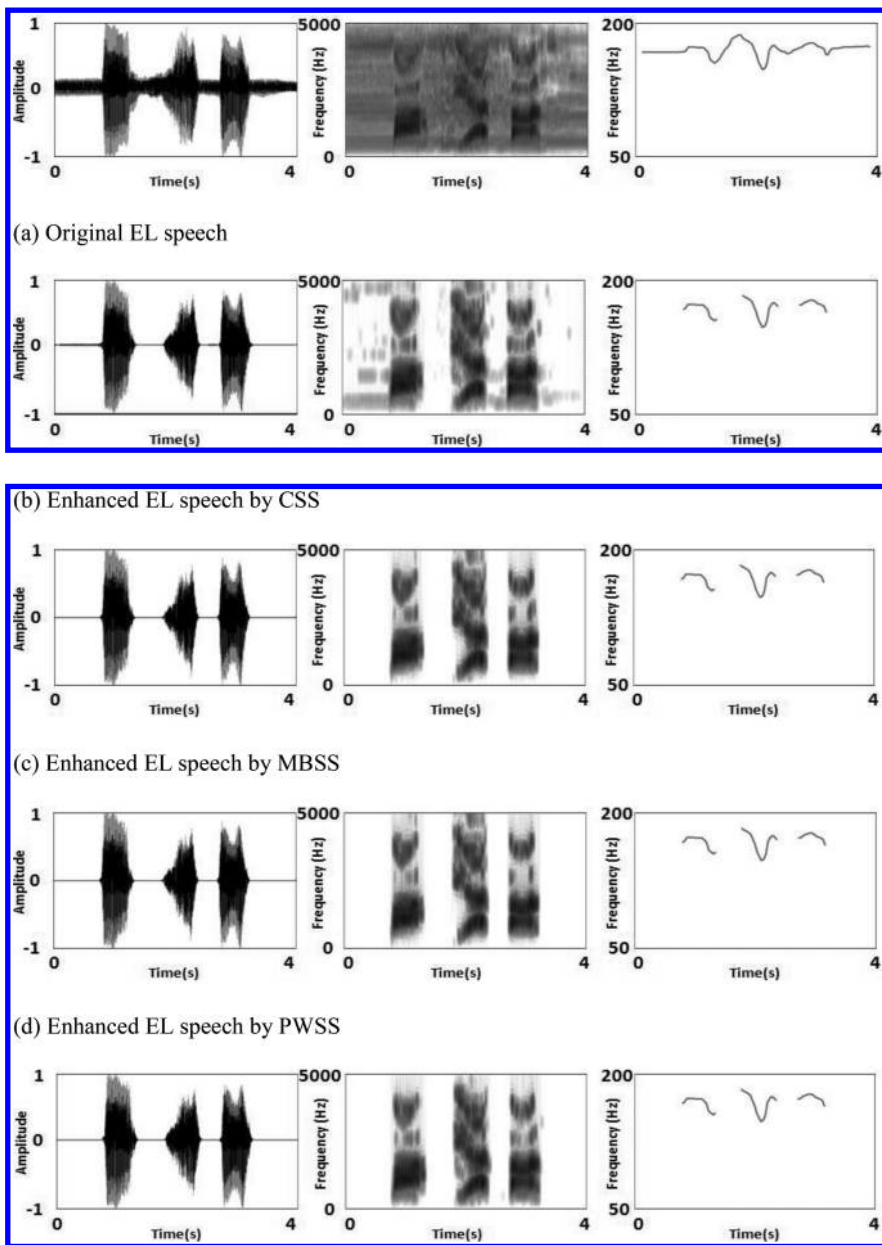 1 5000 200
Amplitude Frequency (Hz) Frequency (Hz)
0
-1 0 50
0 4 0 4 0 4
Time(s) Time(s) Time(s)
(a) Original EL speech
1 5000 200
Amplitude Frequency (Hz) Frequency (Hz)
0
-1 0 50
0 4 0 4 0 4
Time(s) Time(s) Time(s)
(b) Enhanced EL speech by CSS
1 5000 200
Amplitude Frequency (Hz) Frequency (Hz)
0
-1 0 50
0 4 0 4 0 4
Time(s) Time(s) Time(s)
(c) Enhanced EL speech by MBSS
1 5000 200
Amplitude Frequency (Hz) Frequency (Hz)
0
-1 0 50
0 4 0 4 0 4
Time(s) Time(s) Time(s)
(d) Enhanced EL speech by PWSS
1 5000 200
Amplitude Frequency (Hz) Frequency (Hz)
0
-1 0 50
0 4 0 4 0 4
Time(s) Time(s) Time(s)